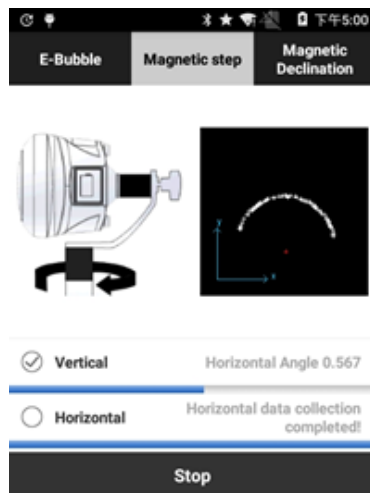 下午5:00
E-Bubble
Magnetic step
Magnetic
Declination
y
x
Vertical
Horizontal Angle 0.567
Horizontal
Horizontal data collection
completed!
Stop